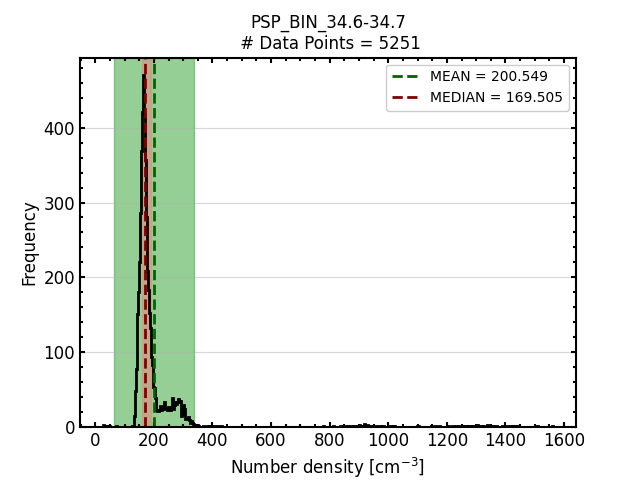 PSP_BIN_34.6-34.7
# Data Points = 5251
MEAN = 200.549
MEDIAN = 169.505
Frequency
400
300
200
100
0
0 200 400 600 800 1000 1200 1400 1600
Number density [cm⁻³]